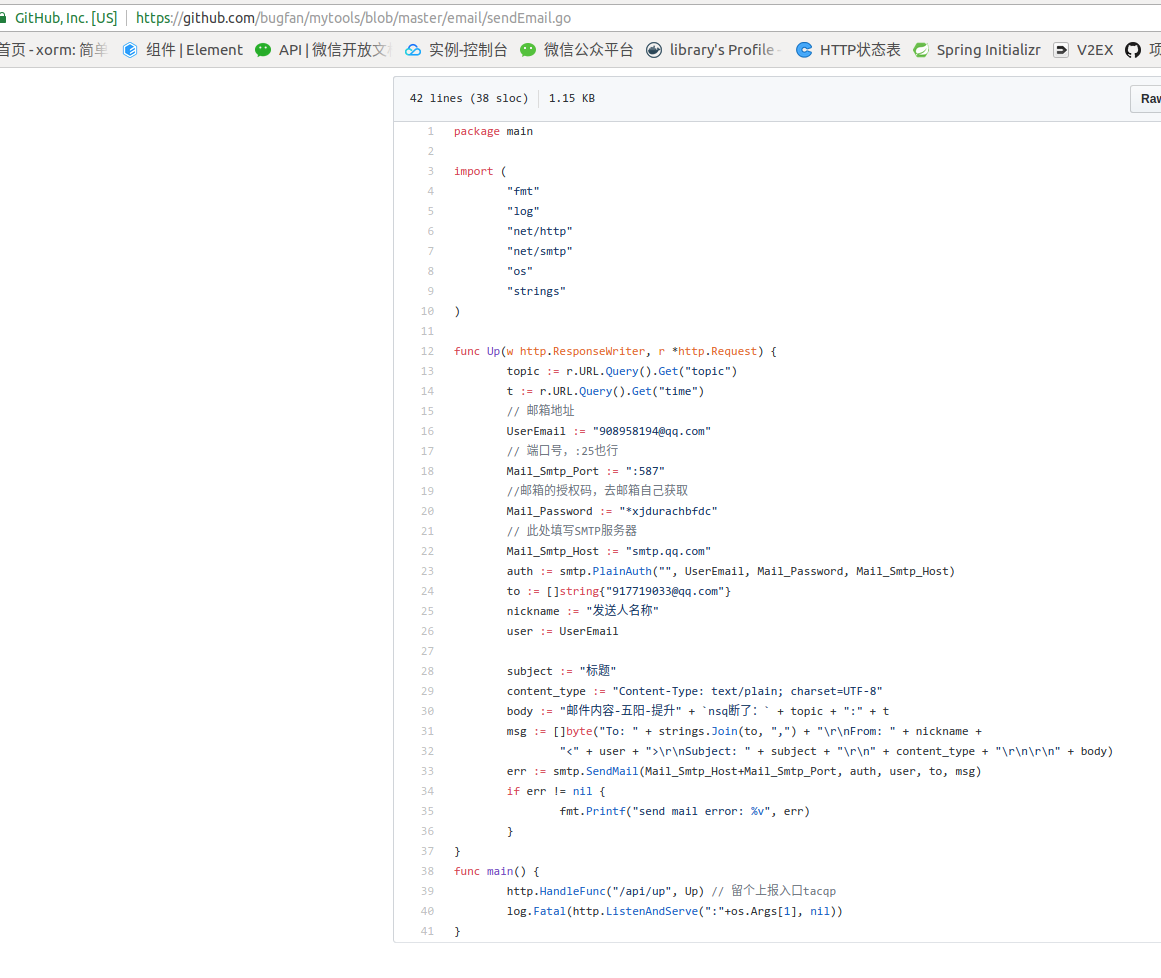 GitHub, Inc. [US] https://github.com/bugfan/mytools/blob/master/email/sendEmail.go
首页 - xorm: 简单 组件 | Element API | 微信开放文 实例-控制台 微信公众平台 library's Profile HTTP状态表 Spring Initializr V2EX
42 lines (38 sloc) 1.15 KB
Raw
1 package main
2
3 import (
4 "fmt"
5 "log"
6 "net/http"
7 "net/smtp"
8 "os"
9 "strings"
10 )
11
12 func Up(w http.ResponseWriter, r *http.Request) {
13 topic := r.URL.Query().Get("topic")
14 t := r.URL.Query().Get("time")
15 // 邮箱地址
16 UserEmail := "908958194@qq.com"
17 // 端口号, :25也行
18 Mail_Smtp_Port := ":587"
19 //邮箱的授权码，去邮箱自己获取
20 Mail_Password := "*xjdurachbfdc"
21 // 此处填写SMTP服务器
22 Mail_Smtp_Host := "smtp.qq.com"
23 auth := smtp.PlainAuth("", UserEmail, Mail_Password, Mail_Smtp_Host)
24 to := []string{"917719033@qq.com"}
25 nickname := "发送人名称"
26 user := UserEmail
27
28 subject := "标题"
29 content_type := "Content-Type: text/plain; charset=UTF-8"
30 body := "邮件内容-五阳-提升" + `nsq断了：` + topic + ":" + t
31 msg := []byte("To: " + strings.Join(to, ",") + "\r\nFrom: " + nickname +
32 "<" + user + ">\r\nSubject: " + subject + "\r\n" + content_type + "\r\n\r\n" + body)
33 err := smtp.SendMail(Mail_Smtp_Host+Mail_Smtp_Port, auth, user, to, msg)
34 if err != nil {
35 fmt.Printf("send mail error: %v", err)
36 }
37 }
38 func main() {
39 http.HandleFunc("/api/up", Up) // 留个上报入口tacqp
40 log.Fatal(http.ListenAndServe(":"+os.Args[1], nil))
41 }